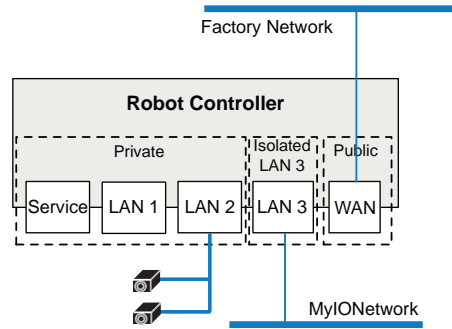 Factory Network
Robot Controller
Private
Isolated
LAN 3
Public
Service
LAN 1
LAN 2
LAN 3
WAN
MyIONetwork